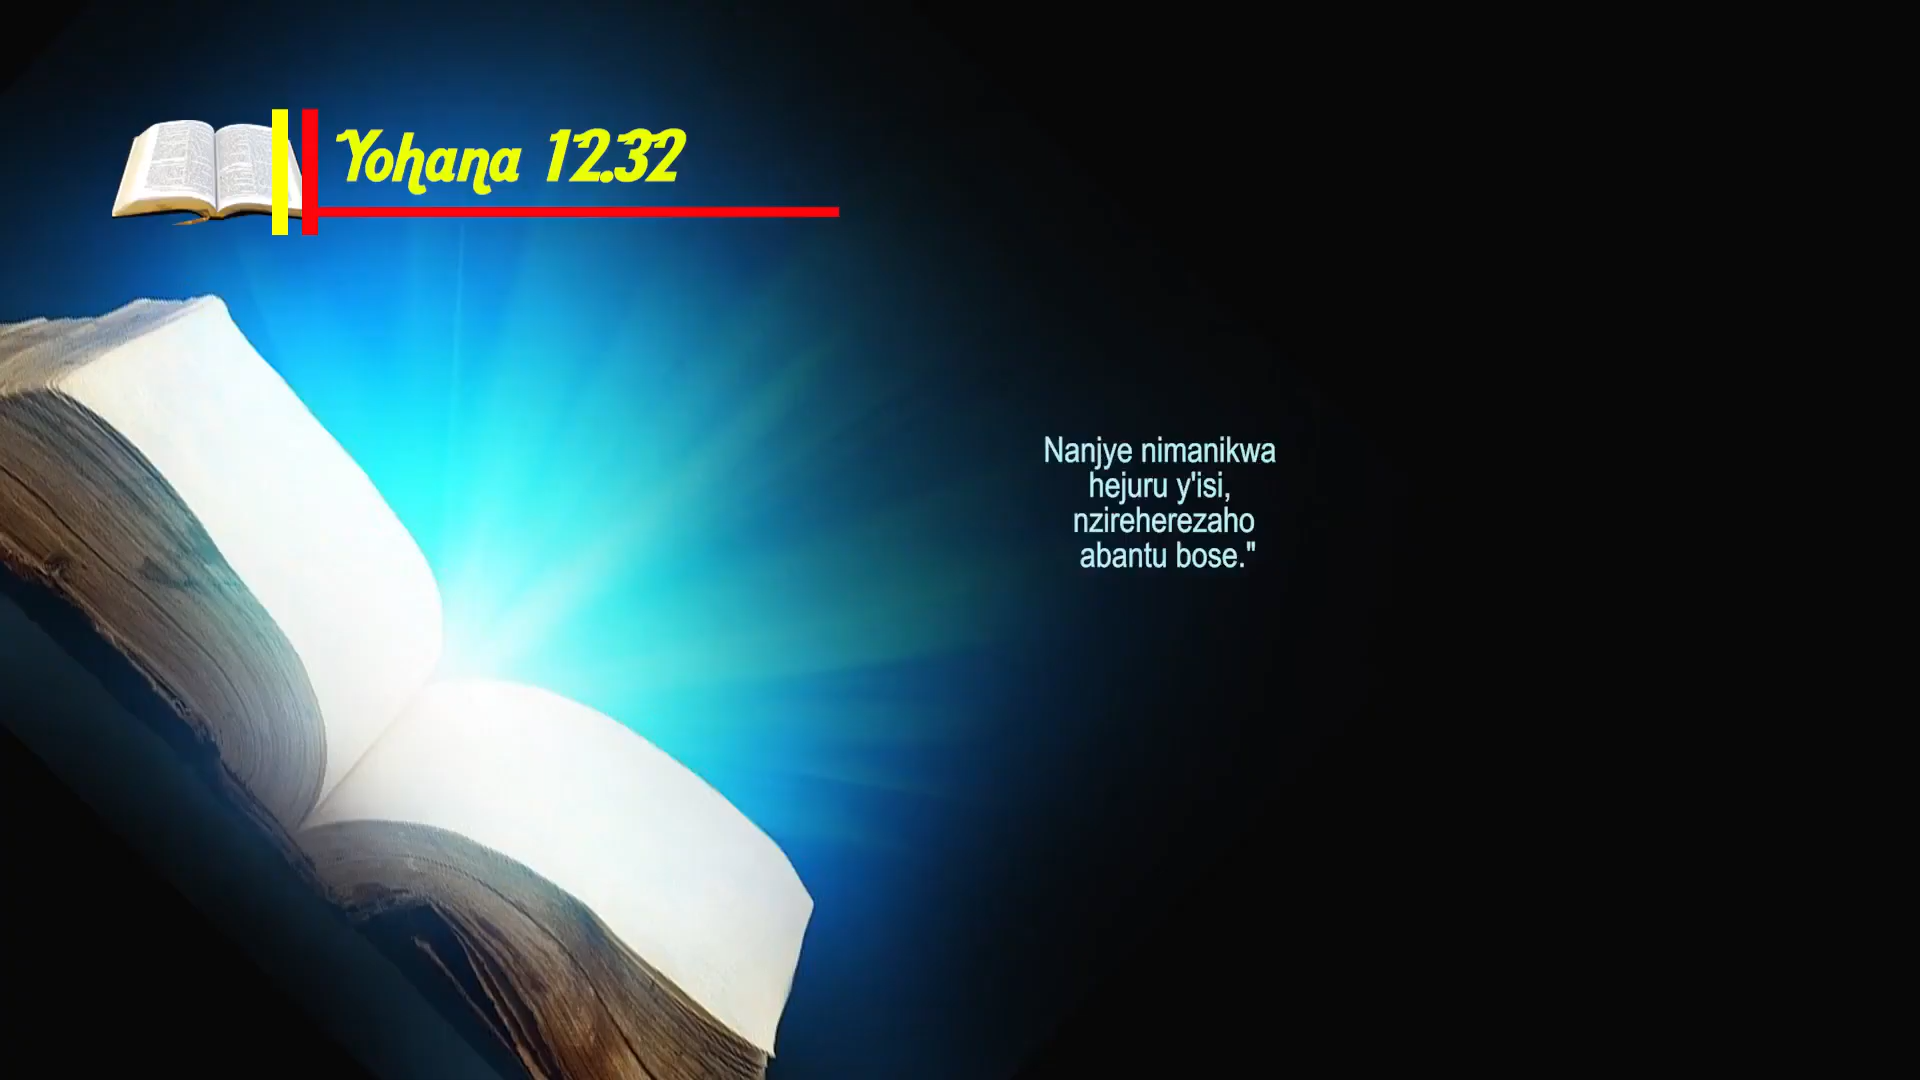 Yohana 12.32
Nanjye nimanikwa
hejuru y'isi,
nzireherezaho
abantu bose."